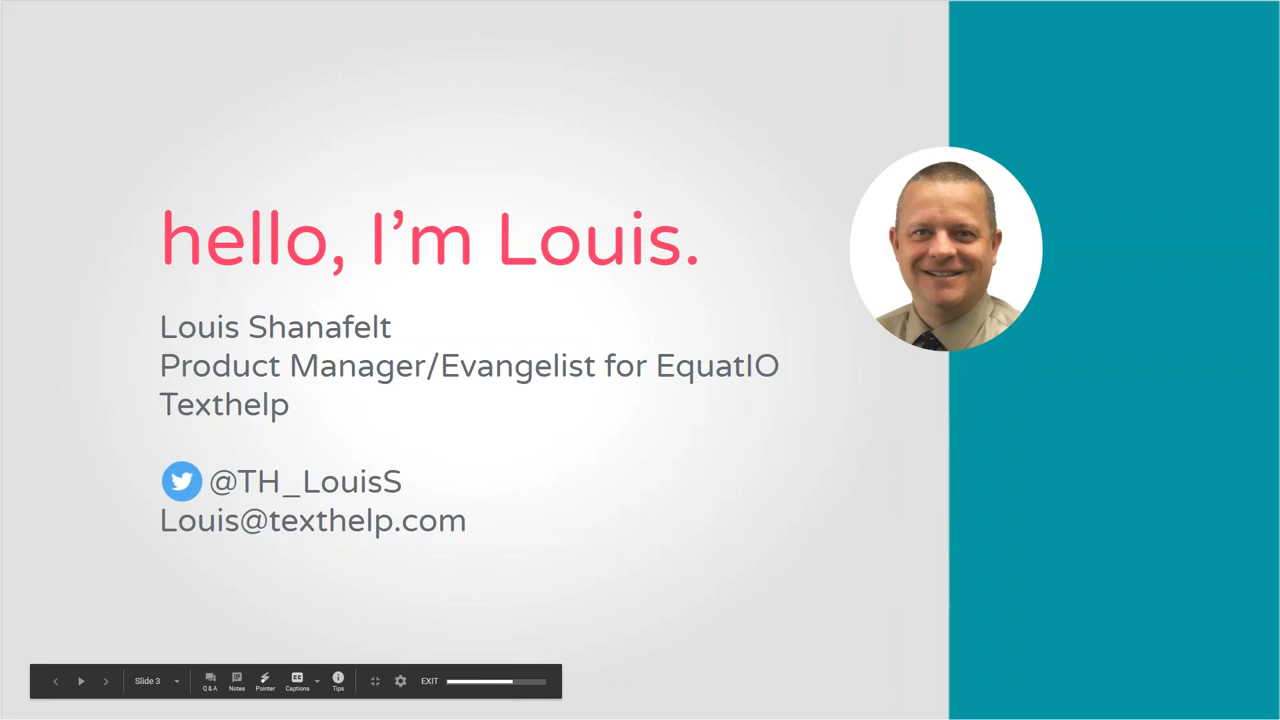 hello, I’m Louis.
Louis Shanafelt
Product Manager/Evangelist for EquatIO
Texthelp
@TH_LouisS
Louis@texthelp.com
Slide 3
Q&A
Notes
Pointer
Captions
Tips
EXIT